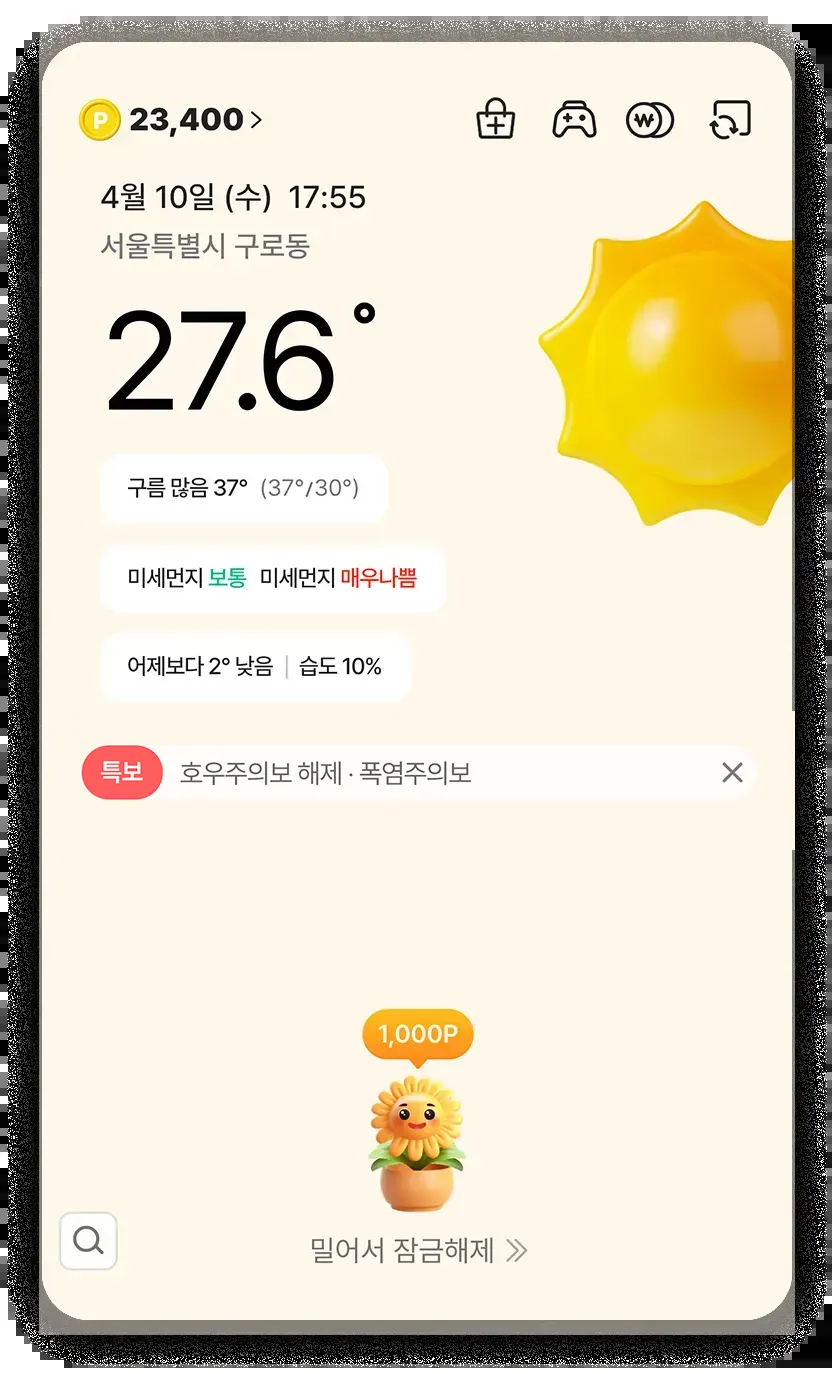 P 23,400 >
4월 10일 (수) 17:55
서울특별시 구로동
27.6°
구름 많음 37° (37°/30°)
미세먼지 보통 미세먼지 매우나쁨
어제보다 2° 낮음 | 습도 10%
특보 호우주의보 해제 · 폭염주의보
1,000P
밀어서 잠금해제 »